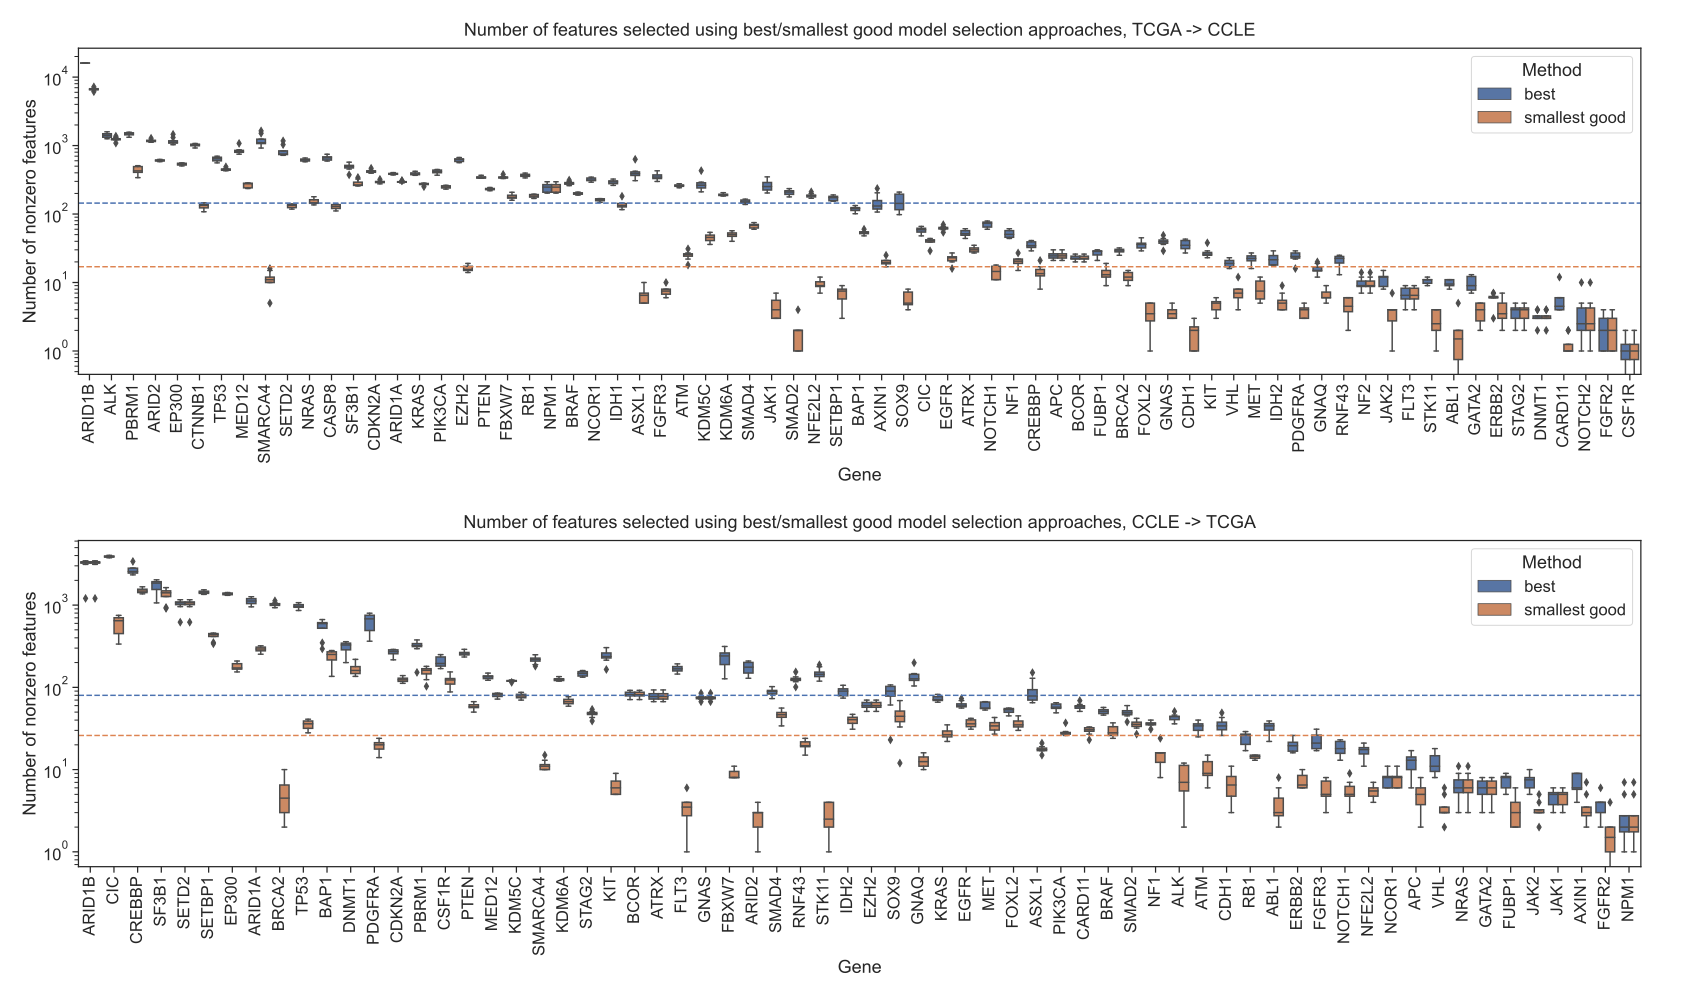 Number of features selected using best/smallest good model selection approaches, TCGA -> CCLE
Number of nonzero features
10^4
10^3
10^2
10^1
10^0
Method
best
smallest good
ARID1B
ALK
PBRM1
ARID2
EP300
CTNNB1
TP53
MED12
SMARCA4
SETD2
NRAS
CASP8
SF3B1
CDKN2A
ARID1A
KRAS
PIK3CA
EZH2
PTEN
FBXW7
RB1
NPM1
BRAF
NCOR1
IDH1
ASXL1
FGFR3
ATM
KDM5C
KDM6A
SMAD4
JAK1
SMAD2
NFE2L2
SETBP1
BAP1
AXIN1
SOX9
CIC
EGFR
ATRX
NOTCH1
NF1
CREBBP
APC
BCOR
FUBP1
BRCA2
FOXL2
GNAS
CDH1
KIT
VHL
MET
IDH2
PDGFRA
GNAQ
RNF43
NF2
JAK2
FLT3
STK11
ABL1
GATA2
ERBB2
STAG2
DNMT1
CARD11
NOTCH2
FGFR2
CSF1R
Gene
Number of features selected using best/smallest good model selection approaches, CCLE -> TCGA
Number of nonzero features
10^3
10^2
10^1
10^0
Method
best
smallest good
ARID1B
CIC
CREBBP
SF3B1
SETD2
SETBP1
EP300
ARID1A
BRCA2
TP53
BAP1
DNMT1
PDGFRA
CDKN2A
PBRM1
CSF1R
PTEN
MED12
KDM5C
SMARCA4
KDM6A
STAG2
KIT
BCOR
ATRX
FLT3
GNAS
FBXW7
ARID2
SMAD4
RNF43
STK11
IDH2
EZH2
SOX9
GNAQ
KRAS
EGFR
MET
FOXL2
ASXL1
PIK3CA
CARD11
BRAF
SMAD2
NF1
ALK
ATM
CDH1
RB1
ABL1
ERBB2
FGFR3
NOTCH1
NFE2L2
NCOR1
APC
VHL
NRAS
GATA2
FUBP1
JAK2
JAK1
AXIN1
FGFR2
NPM1
Gene